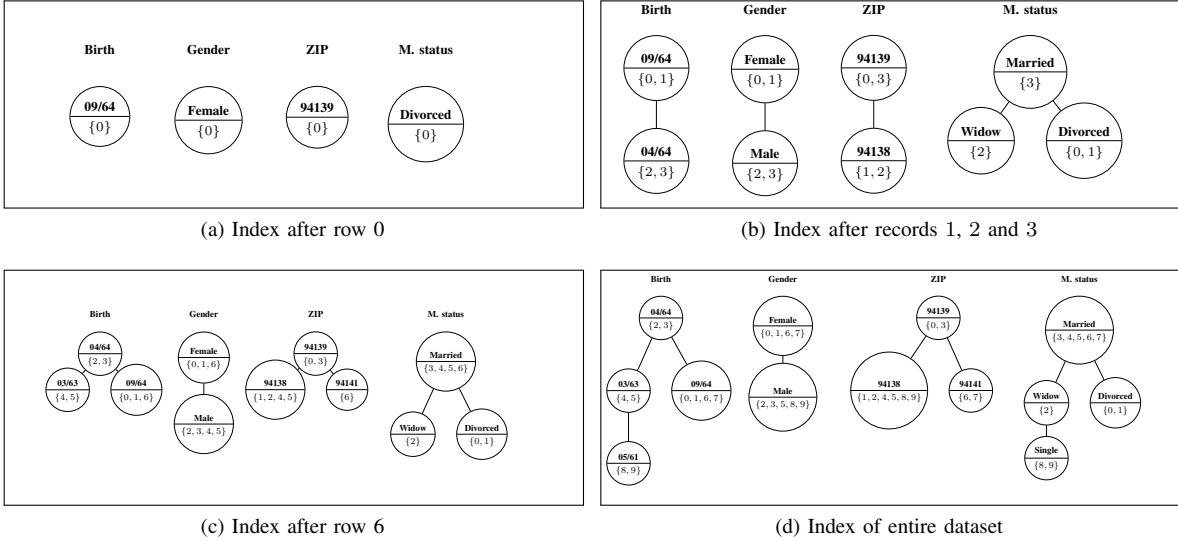 Birth Gender ZIP M. status
09/64 Female 94139 Divorced
{0} {0} {0} {0}
(a) Index after row 0
Birth Gender ZIP M. status
09/64 Female 94139 Married
{0, 1} {0, 1} {0, 3} {3}
04/64 Male 94138 Widow Divorced
{2, 3} {2, 3} {1, 2} {2} {0, 1}
(b) Index after records 1, 2 and 3
Birth Gender ZIP M. status
04/64 Female 94139 Married
{2, 3} {0, 1, 6} {0, 3} {3, 4, 5, 6}
03/63 09/64 94138 94141
{4, 5} {0, 1, 6} {1, 2, 4, 5} {6}
Male Widow Divorced
{2, 3, 4, 5} {2} {0, 1}
(c) Index after row 6
Birth Gender ZIP M. status
04/64 Female 94139 Married
{2, 3} {0, 1, 6, 7} {0, 3} {3, 4, 5, 6, 7}
03/63 09/64 Male 94138 94141 Widow Divorced
{4, 5} {0, 1, 6, 7} {2, 3, 5, 8, 9} {1, 2, 4, 5, 8, 9} {6, 7} {2} {0, 1}
05/61 Single
{8, 9} {8, 9}
(d) Index of entire dataset